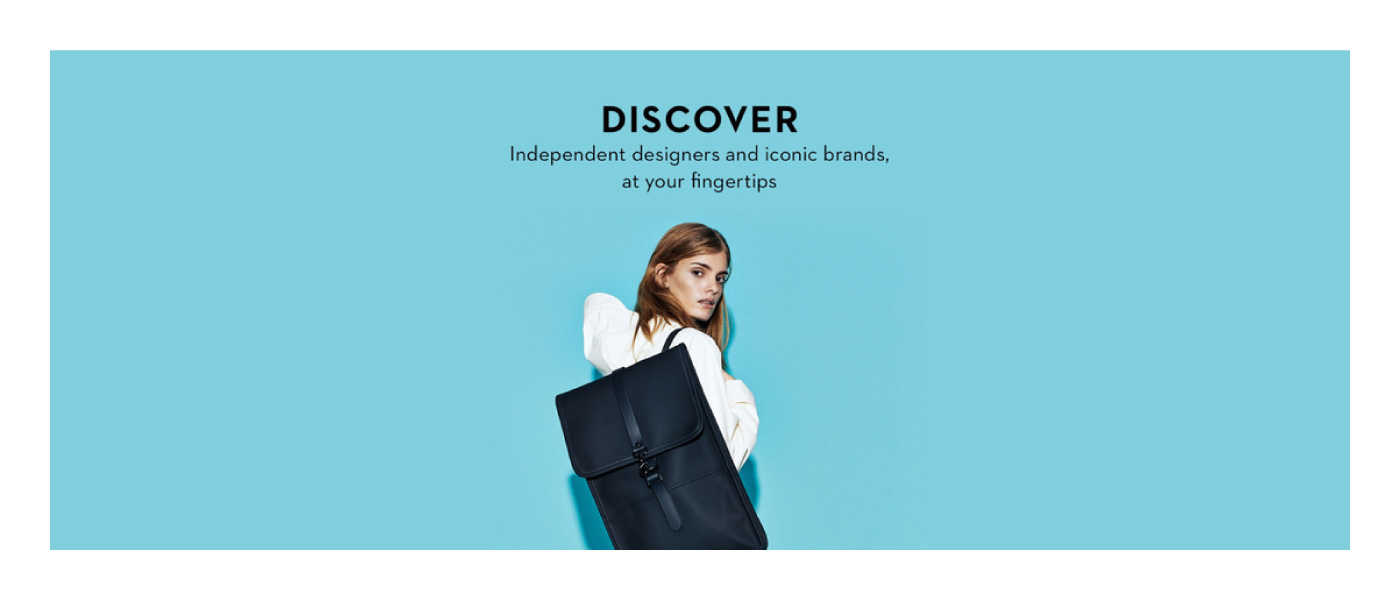 DISCOVER
Independent designers and iconic brands,
at your fingertips